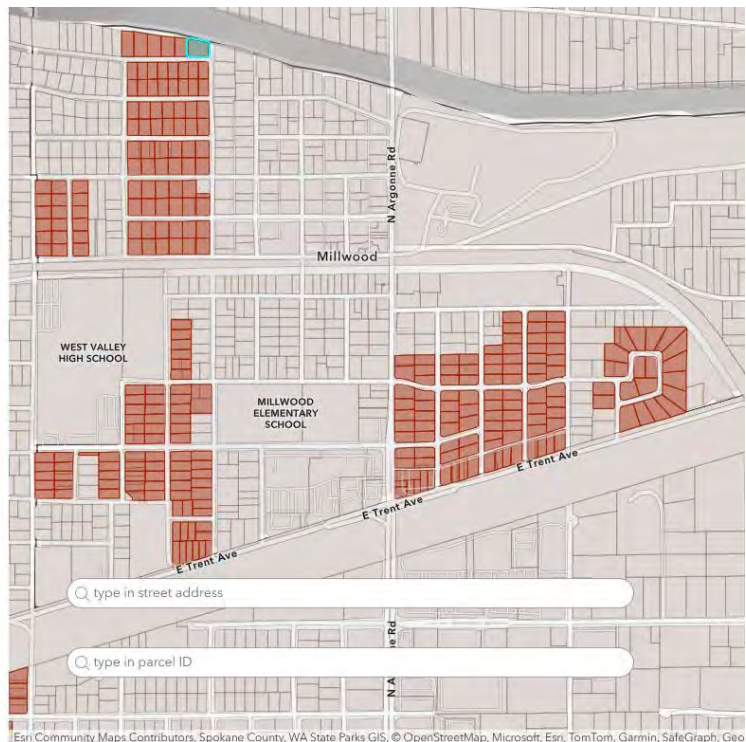 N Argonne Rd
Millwood
WEST VALLEY
HIGH SCHOOL
MILLWOOD
ELEMENTARY
SCHOOL
E Trent Ave
E Trent Ave
E Trent Ave
type in street address
type in parcel ID
Esri Community Maps Contributors, Spokane County, WA State Parks GIS, © OpenStreetMap, Microsoft, Esri, TomTom, Garmin, SafeGraph, Geo